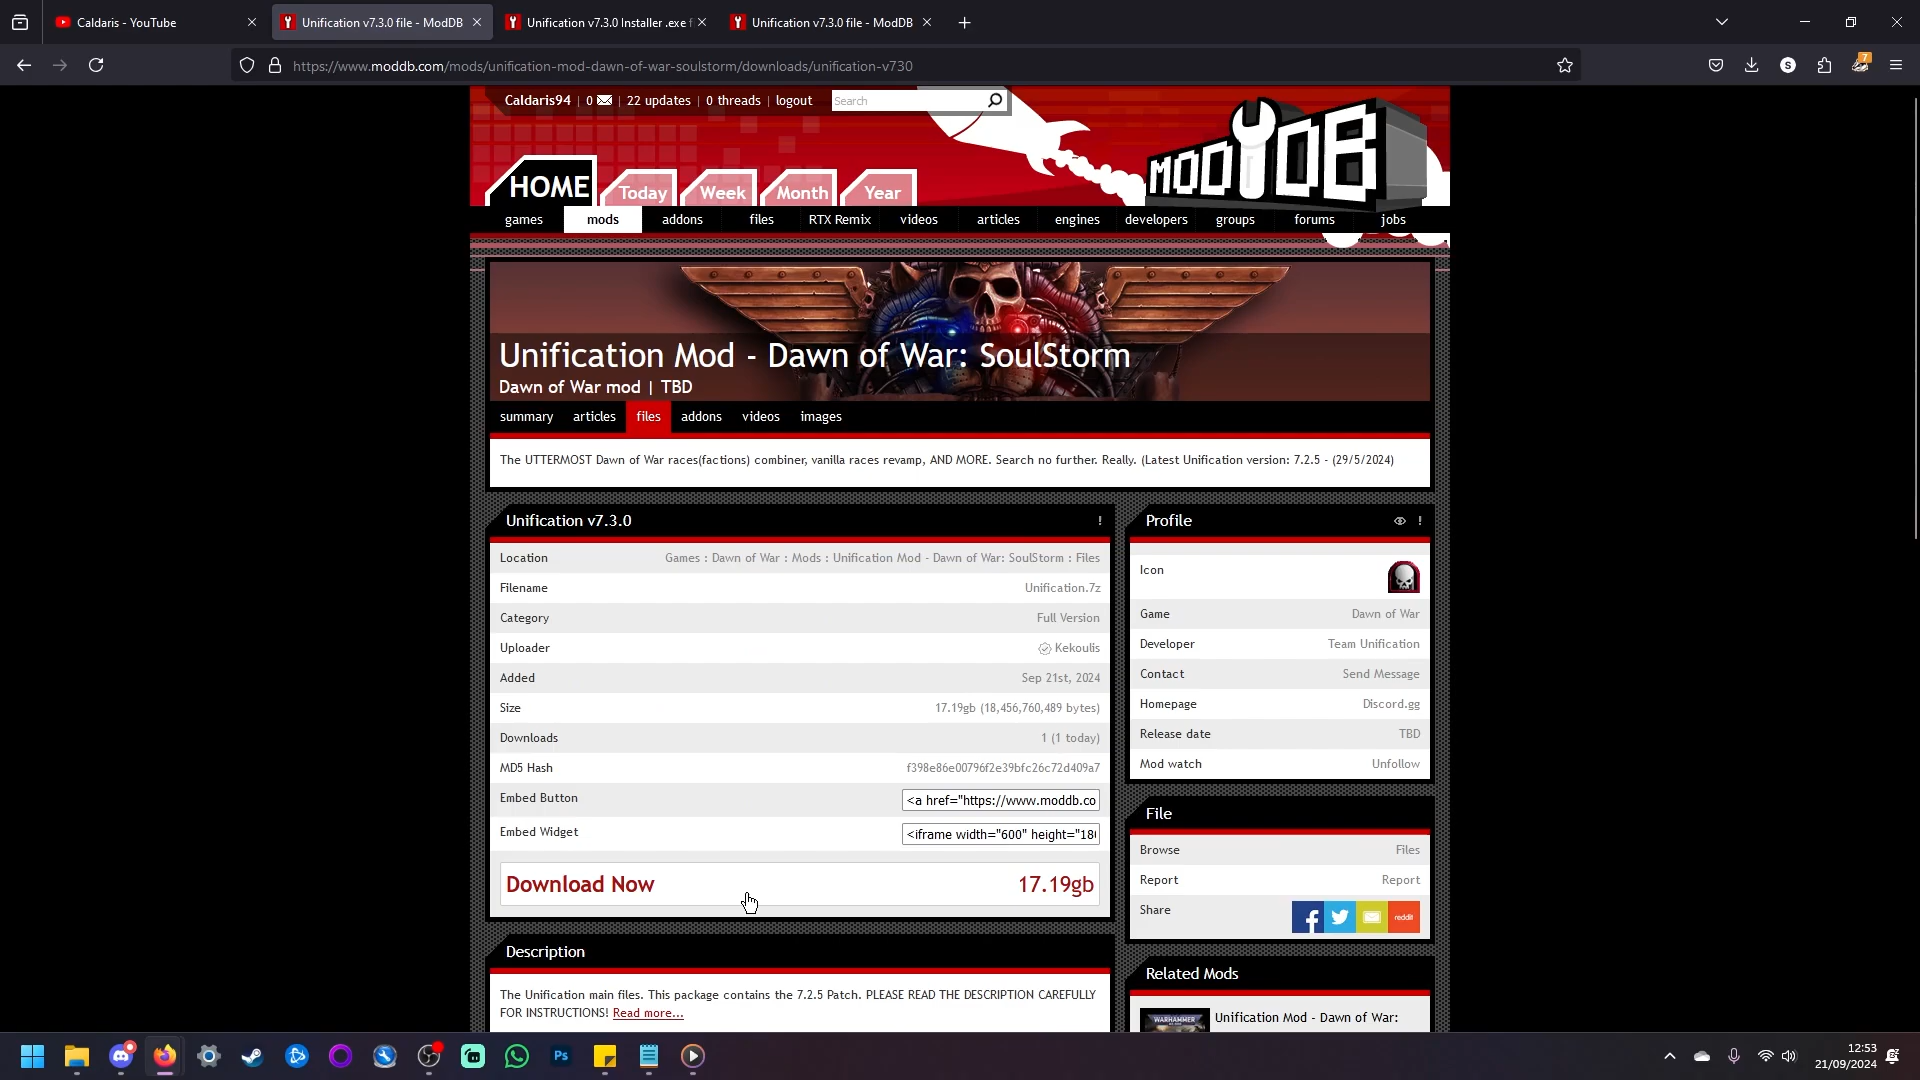 Caldaris - YouTube
Unification v7.3.0 file - ModDB
Unification v7.3.0 Installer .exe f
Unification v7.3.0 file - ModDB
https://www.moddb.com/mods/unification-mod-dawn-of-war-soulstorm/downloads/unification-v730
S
7
Caldaris94 | 0 | 22 updates | 0 threads | logout
Search
MOD DB
HOME
Today
Week
Month
Year
games
mods
addons
files
RTX Remix
videos
articles
engines
developers
groups
forums
jobs
Unification Mod - Dawn of War: SoulStorm
Dawn of War mod | TBD
summary
articles
files
addons
videos
images
The UTTERMOST Dawn of War races(factions) combiner, vanilla races revamp, AND MORE. Search no further. Really. (Latest Unification version: 7.2.5 - (29/5/2024)
Unification v7.3.0 !
Location Games : Dawn of War : Mods : Unification Mod - Dawn of War: SoulStorm : Files
Filename Unification.7z
Category Full Version
Uploader Kekoulis
Added Sep 21st, 2024
Size 17.19gb (18,456,760,489 bytes)
Downloads 1 (1 today)
MD5 Hash f398e86e00796f2e39bfc26c72d409a7
Embed Button <a href="https://www.moddb.co
Embed Widget <iframe width="600" height="18
Download Now 17.19gb
Description
The Unification main files. This package contains the 7.2.5 Patch. PLEASE READ THE DESCRIPTION CAREFULLY
FOR INSTRUCTIONS! Read more...
Profile !
Icon
Game Dawn of War
Developer Team Unification
Contact Send Message
Homepage Discord.gg
Release date TBD
Mod watch Unfollow
File
Browse Files
Report Report
Share
reddit
Related Mods
WARHAMMER
Unification Mod - Dawn of War:
Ps
12:53
21/09/2024